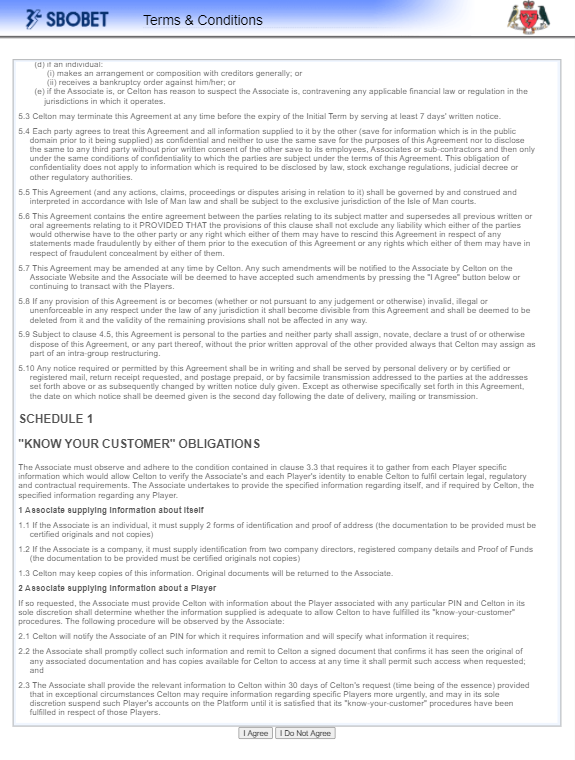 SBOBET Terms & Conditions
(d) if an individual:
(i) makes an arrangement or composition with creditors generally; or
(ii) receives a bankruptcy order against him/her; or
(e) if the Associate is, or Celton has reason to suspect the Associate is, contravening any applicable financial law or regulation in the
jurisdictions in which it operates.
5.3 Celton may terminate this Agreement at any time before the expiry of the Initial Term by serving at least 7 days' written notice.
5.4 Each party agrees to treat this Agreement and all information supplied to it by the other (save for information which is in the public
domain prior to it being supplied) as confidential and neither to use the same save for the purposes of this Agreement nor to disclose
the same to any third party without prior written consent of the other save to its employees, Associates or sub-contractors and then only
under the same conditions of confidentiality to which the parties are subject under the terms of this Agreement. This obligation of
confidentiality does not apply to information which is required to be disclosed by law, stock exchange regulations, judicial decree or
other regulatory authorities.
5.5 This Agreement (and any actions, claims, proceedings or disputes arising in relation to it) shall be governed by and construed and
interpreted in accordance with Isle of Man law and shall be subject to the exclusive jurisdiction of the Isle of Man courts.
5.6 This Agreement contains the entire agreement between the parties relating to its subject matter and supersedes all previous written or
oral agreements relating to it PROVIDED THAT the provisions of this clause shall not exclude any liability which either of the parties
would otherwise have to the other party or any right which either of them may have to rescind this Agreement in respect of any
statements made fraudulently by either of them prior to the execution of this Agreement or any rights which either of them may have in
respect of fraudulent concealment by either of them.
5.7 This Agreement may be amended at any time by Celton. Any such amendments will be notified to the Associate by Celton on the
Associate Website and the Associate will be deemed to have accepted such amendments by pressing the "I Agree" button below or
continuing to transact with the Players.
5.8 If any provision of this Agreement is or becomes (whether or not pursuant to any judgement or otherwise) invalid, illegal or
unenforceable in any respect under the law of any jurisdiction it shall become divisible from this Agreement and shall be deemed to be
deleted from it and the validity of the remaining provisions shall not be affected in any way.
5.9 Subject to clause 4.5, this Agreement is personal to the parties and neither party shall assign, novate, declare a trust of or otherwise
dispose of this Agreement, or any part thereof, without the prior written approval of the other provided always that Celton may assign as
part of an intra-group restructuring.
5.10 Any notice required or permitted by this Agreement shall be in writing and shall be served by personal delivery or by certified or
registered mail, return receipt requested, and postage prepaid, or by facsimile transmission addressed to the parties at the addresses
set forth above or as subsequently changed by written notice duly given. Except as otherwise specifically set forth in this Agreement,
the date on which notice shall be deemed given is the second day following the date of delivery, mailing or transmission.
SCHEDULE 1
"KNOW YOUR CUSTOMER" OBLIGATIONS
The Associate must observe and adhere to the condition contained in clause 3.3 that requires it to gather from each Player specific
information which would allow Celton to verify the Associate's and each Player's identity to enable Celton to fulfil certain legal, regulatory
and contractual requirements. The Associate undertakes to provide the specified information regarding itself, and if required by Celton, the
specified information regarding any Player.
1 Associate supplying information about itself
1.1 If the Associate is an individual, it must supply 2 forms of identification and proof of address (the documentation to be provided must be
certified originals and not copies)
1.2 If the Associate is a company, it must supply identification from two company directors, registered company details and Proof of Funds
(the documentation to be provided must be certified originals and not copies)
1.3 Celton may keep copies of this information. Original documents will be returned to the Associate.
2 Associate supplying information about a Player
If so requested, the Associate must provide Celton with information about the Player associated with any particular PIN and Celton in its
sole discretion shall determine whether the information supplied is adequate to allow Celton to have fulfilled its "know-your-customer"
procedures. The following procedure will be observed by the Associate:
2.1 Celton will notify the Associate of an PIN for which it requires information and will specify what information it requires;
2.2 the Associate shall promptly collect such information and remit to Celton a signed document that confirms it has seen the original of
any associated documentation and has copies available for Celton to access at any time it shall permit such access when requested;
and
2.3 The Associate shall provide the relevant information to Celton within 30 days of Celton's request (time being of the essence) provided
that in exceptional circumstances Celton may require information regarding specific Players more urgently, and may in its sole
discretion suspend such Player's accounts on the Platform until it is satisfied that its "know-your-customer" procedures have been
fulfilled in respect of those Players.
I Agree I Do Not Agree